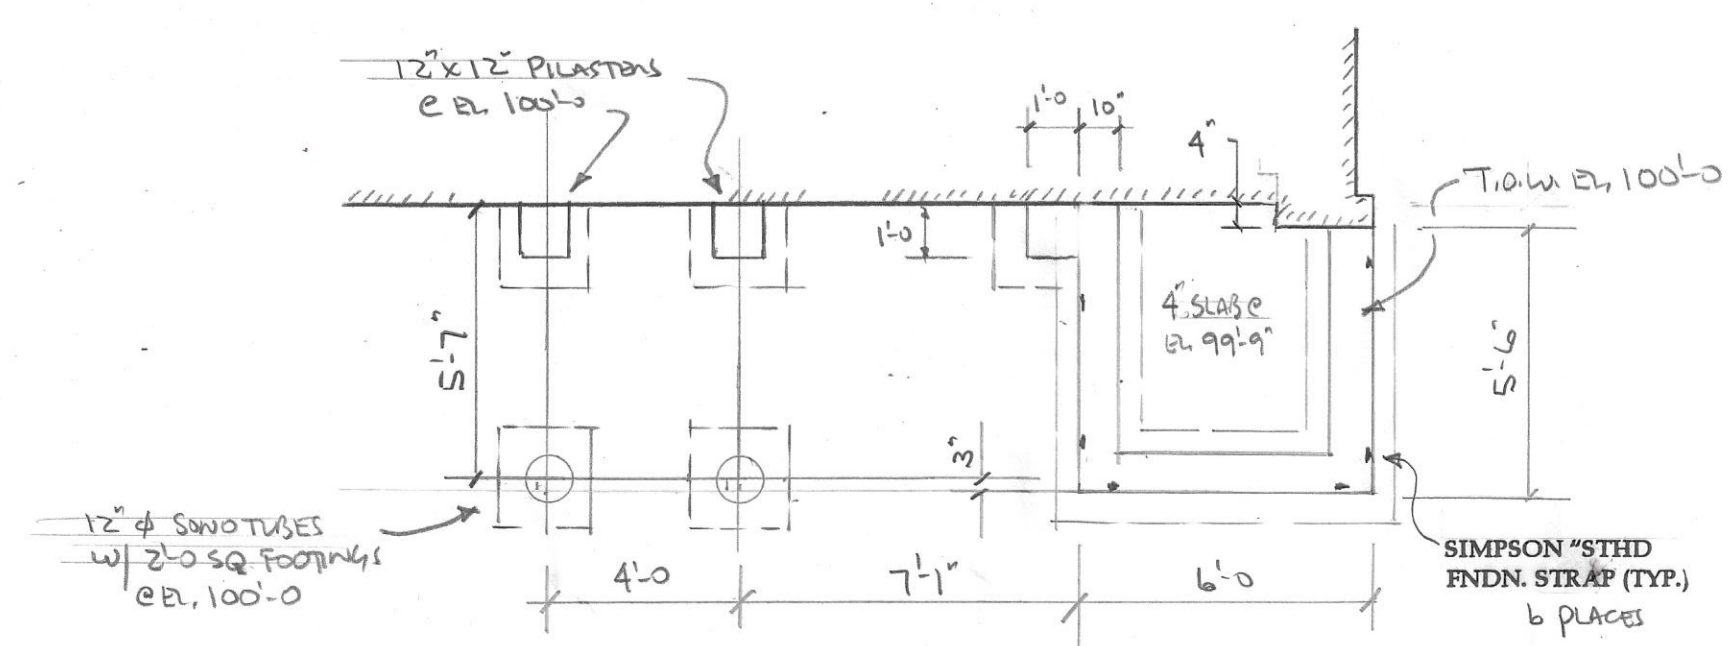 12" X 12" PILASTERS
@ EL. 100'-0
1'-0
10"
4"
T.O.W. EL. 100'-0
1'-0
4" SLAB @
EL. 99'-9"
5'-7"
5'-6"
3"
12" φ SONOTUBES
W/ 2'-0 SQ FOOTINGS
@ EL. 100'-0
4'-0
7'-1"
6'-0
SIMPSON "STHD
FNDN. STRAP (TYP.)
6 PLACES